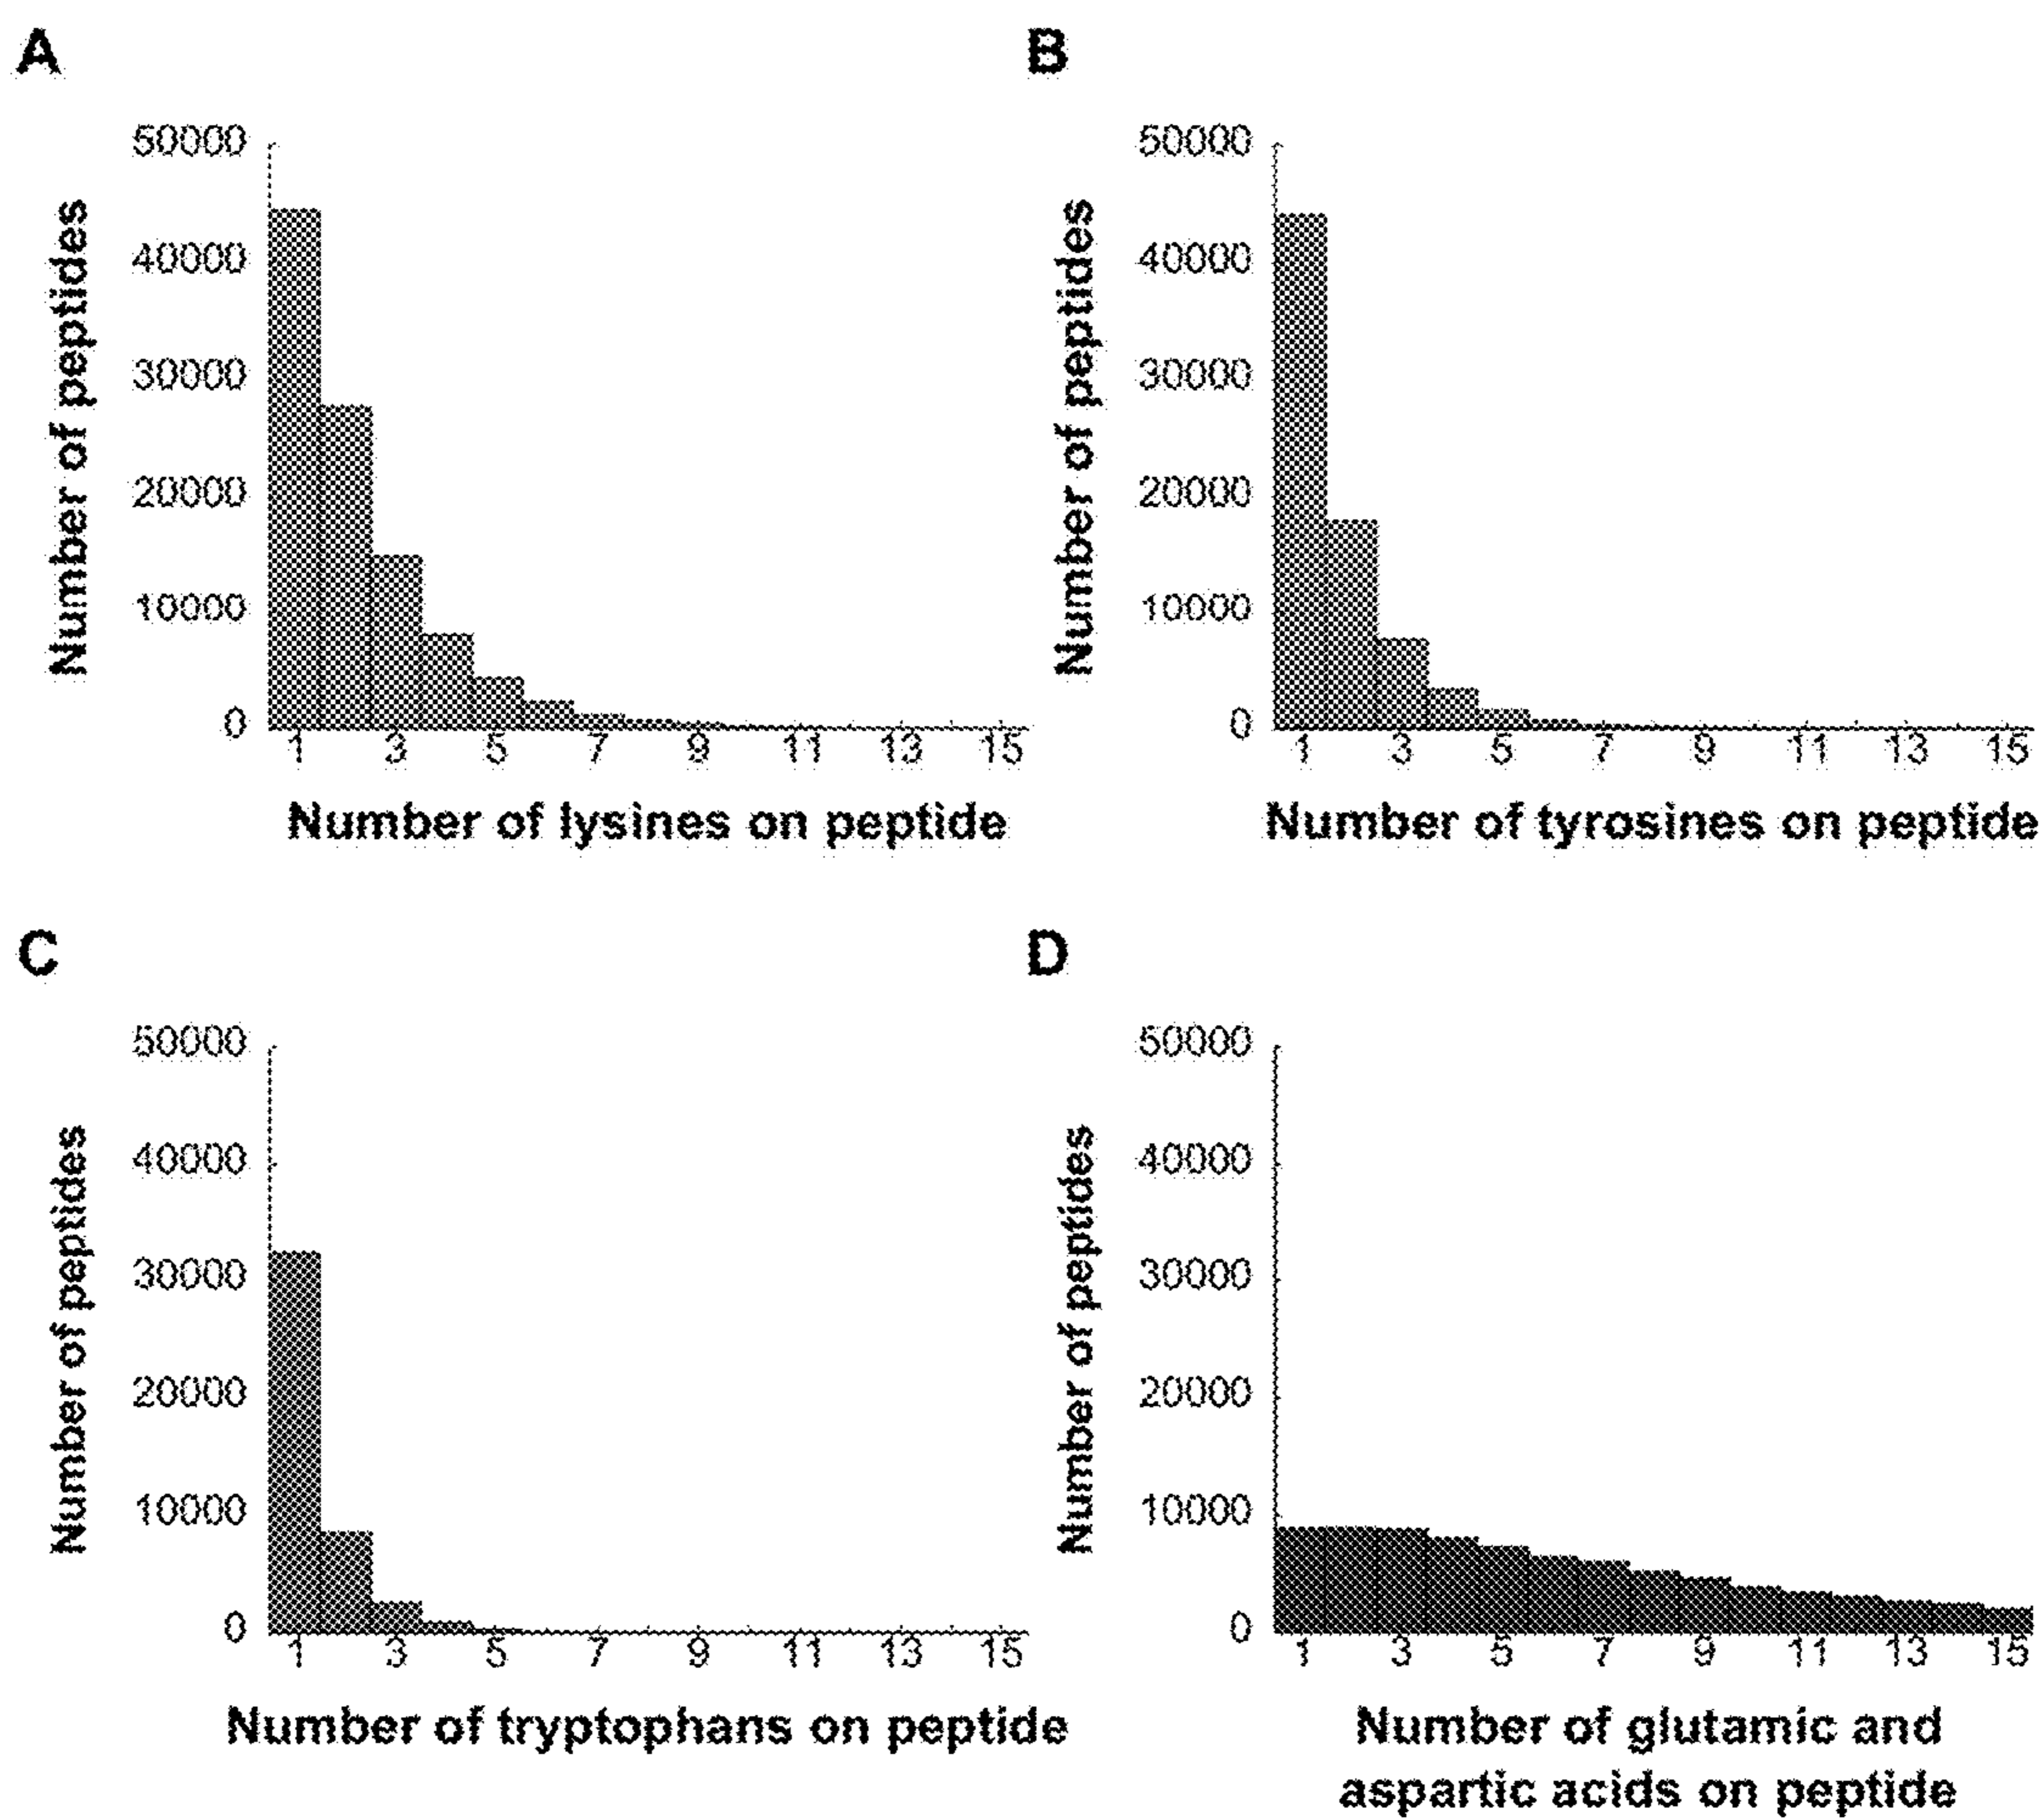 A
50000
40000
30000
20000
10000
0
Number of peptides
1 3 5 7 9 11 13 15
Number of lysines on peptide
B
50000
40000
30000
20000
10000
0
Number of peptides
1 3 5 7 9 11 13 15
Number of tyrosines on peptide
C
50000
40000
30000
20000
10000
0
Number of peptides
1 3 5 7 9 11 13 15
Number of tryptophans on peptide
D
50000
40000
30000
20000
10000
0
Number of peptides
1 3 5 7 9 11 13 15
Number of glutamic and
aspartic acids on peptide